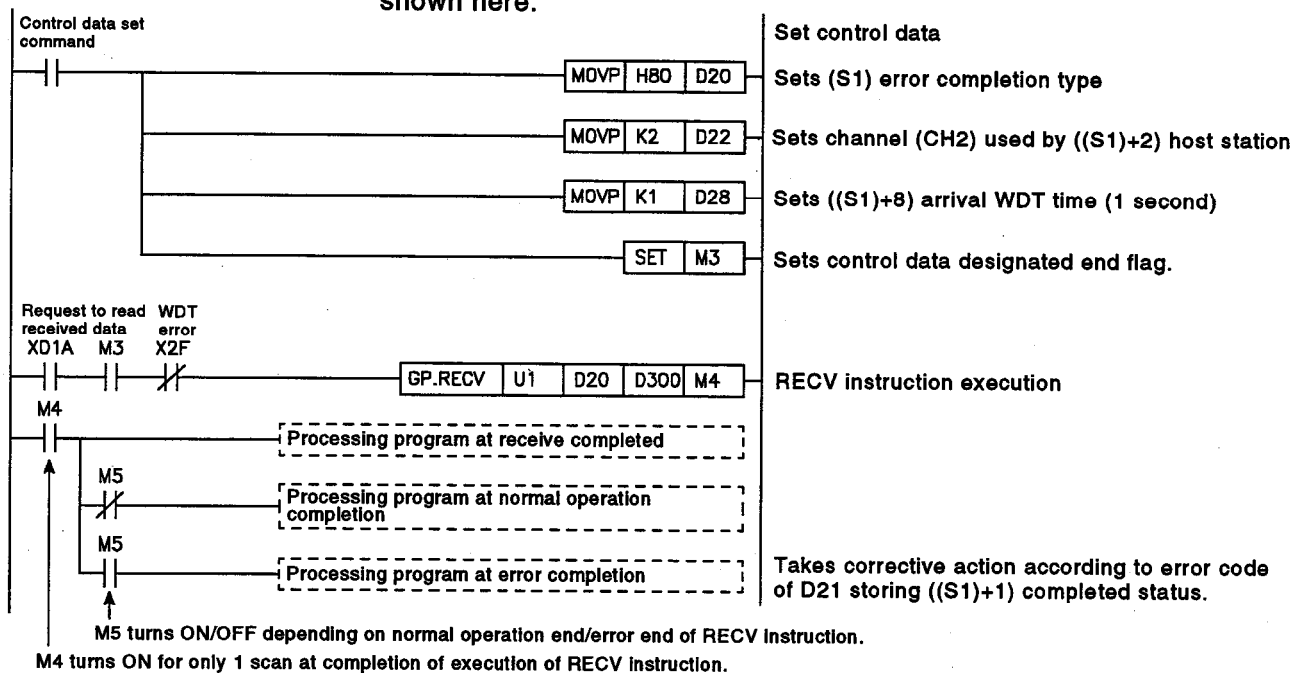 shown here.
Control data set
command
Set control data
MOVP H80 D20
Sets (S1) error completion type
MOVP K2 D22
Sets channel (CH2) used by ((S1)+2) host station
MOVP K1 D28
Sets ((S1)+8) arrival WDT time (1 second)
SET M3
Sets control data designated end flag.
Request to read WDT
received data error
XD1A M3 X2F
GP.RECV U1 D20 D300 M4
RECV instruction execution
M4
Processing program at receive completed
M5
Processing program at normal operation
completion
M5
Processing program at error completion
Takes corrective action according to error code
of D21 storing ((S1)+1) completed status.
M5 turns ON/OFF depending on normal operation end/error end of RECV instruction.
M4 turns ON for only 1 scan at completion of execution of RECV instruction.